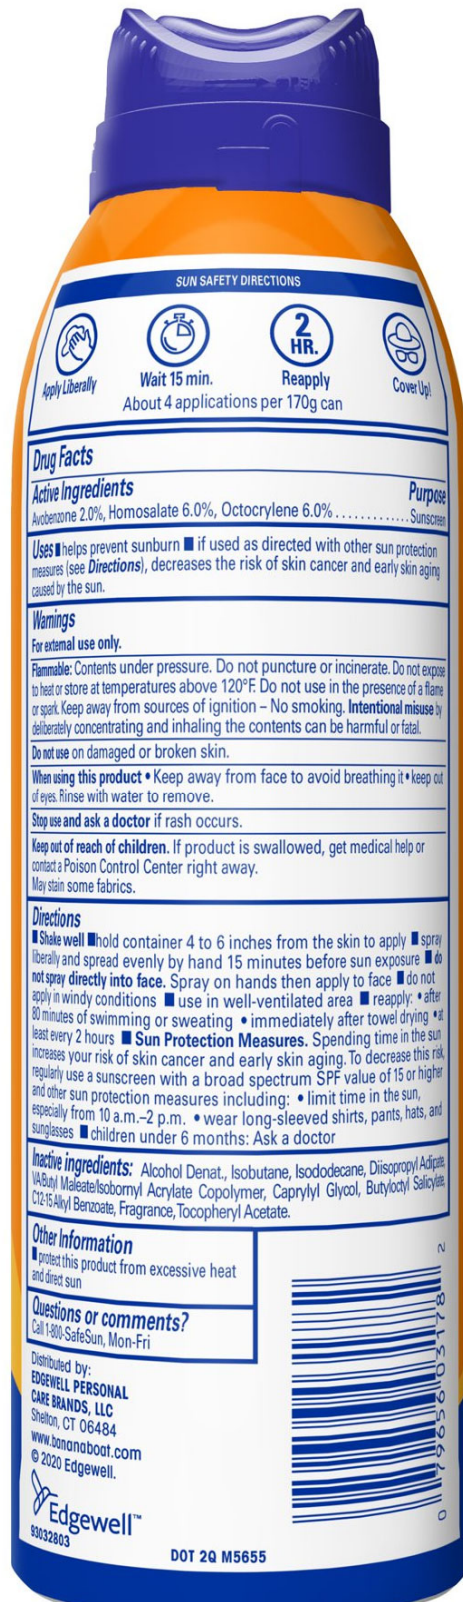 SUN SAFETY DIRECTIONS
2
HR.
Apply Liberally
Wait 15 min.
Reapply
Cover Up!
About 4 applications per 170g can
Drug Facts
Active Ingredients Purpose
Avobenzone 2.0%, Homosalate 6.0%, Octocrylene 6.0%............Sunscreen
Uses ■ helps prevent sunburn ■ if used as directed with other sun protection
measures (see Directions), decreases the risk of skin cancer and early skin aging
caused by the sun.
Warnings
For external use only.
Flammable: Contents under pressure. Do not puncture or incinerate. Do not expose
to heat or store at temperatures above 120°F. Do not use in the presence of a flame
or spark. Keep away from sources of ignition – No smoking. Intentional misuse by
deliberately concentrating and inhaling the contents can be harmful or fatal.
Do not use on damaged or broken skin.
When using this product • Keep away from face to avoid breathing it • keep out
of eyes. Rinse with water to remove.
Stop use and ask a doctor if rash occurs.
Keep out of reach of children. If product is swallowed, get medical help or
contact a Poison Control Center right away.
May stain some fabrics.
Directions
■ Shake well ■ hold container 4 to 6 inches from the skin to apply ■ spray
liberally and spread evenly by hand 15 minutes before sun exposure ■ do
not spray directly into face. Spray on hands then apply to face ■ do not
apply in windy conditions ■ use in well-ventilated area ■ reapply: • after
80 minutes of swimming or sweating • immediately after towel drying • at
least every 2 hours ■ Sun Protection Measures. Spending time in the sun
increases your risk of skin cancer and early skin aging. To decrease this risk,
regularly use a sunscreen with a broad spectrum SPF value of 15 or higher
and other sun protection measures including: • limit time in the sun,
especially from 10 a.m.–2 p.m. • wear long-sleeved shirts, pants, hats, and
sunglasses ■ children under 6 months: Ask a doctor
Inactive ingredients: Alcohol Denat., Isobutane, Isododecane, Diisopropyl Adipate,
VA/Butyl Maleate/Isobornyl Acrylate Copolymer, Caprylyl Glycol, Butyloctyl Salicylate,
C12-15 Alkyl Benzoate, Fragrance, Tocopheryl Acetate.
Other Information
■ protect this product from excessive heat
and direct sun
Questions or comments?
Call 1-800-SafeSun, Mon-Fri
Distributed by:
EDGEWELL PERSONAL
CARE BRANDS, LLC
Shelton, CT 06484
www.bananaboat.com
© 2020 Edgewell.
Edgewell™
93032803
DOT 2Q M5655
0 79656 03178 2